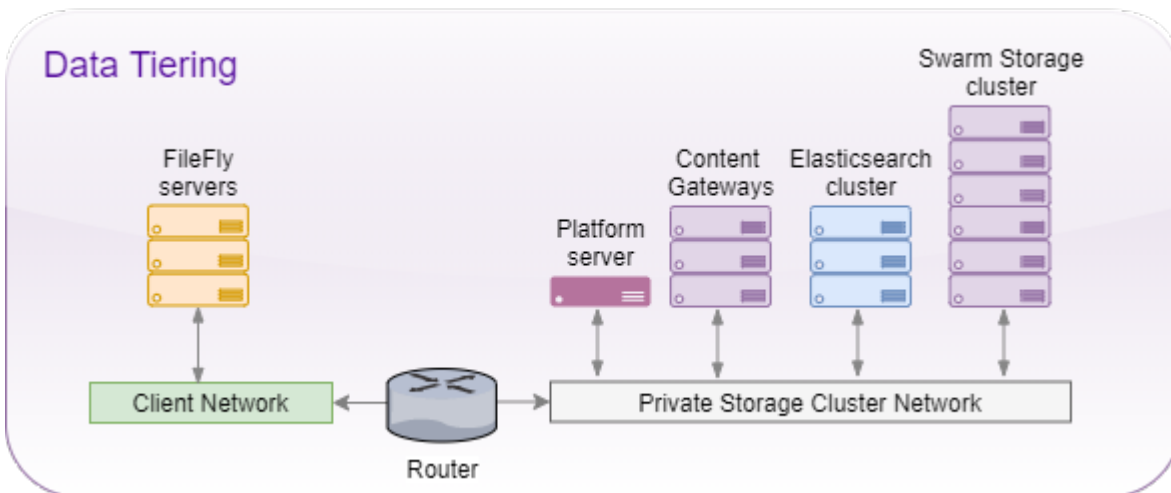 Data Tiering
Swarm Storage
cluster
FileFly
servers
Content
Gateways
Elasticsearch
cluster
Platform
server
Client Network
Private Storage Cluster Network
Router